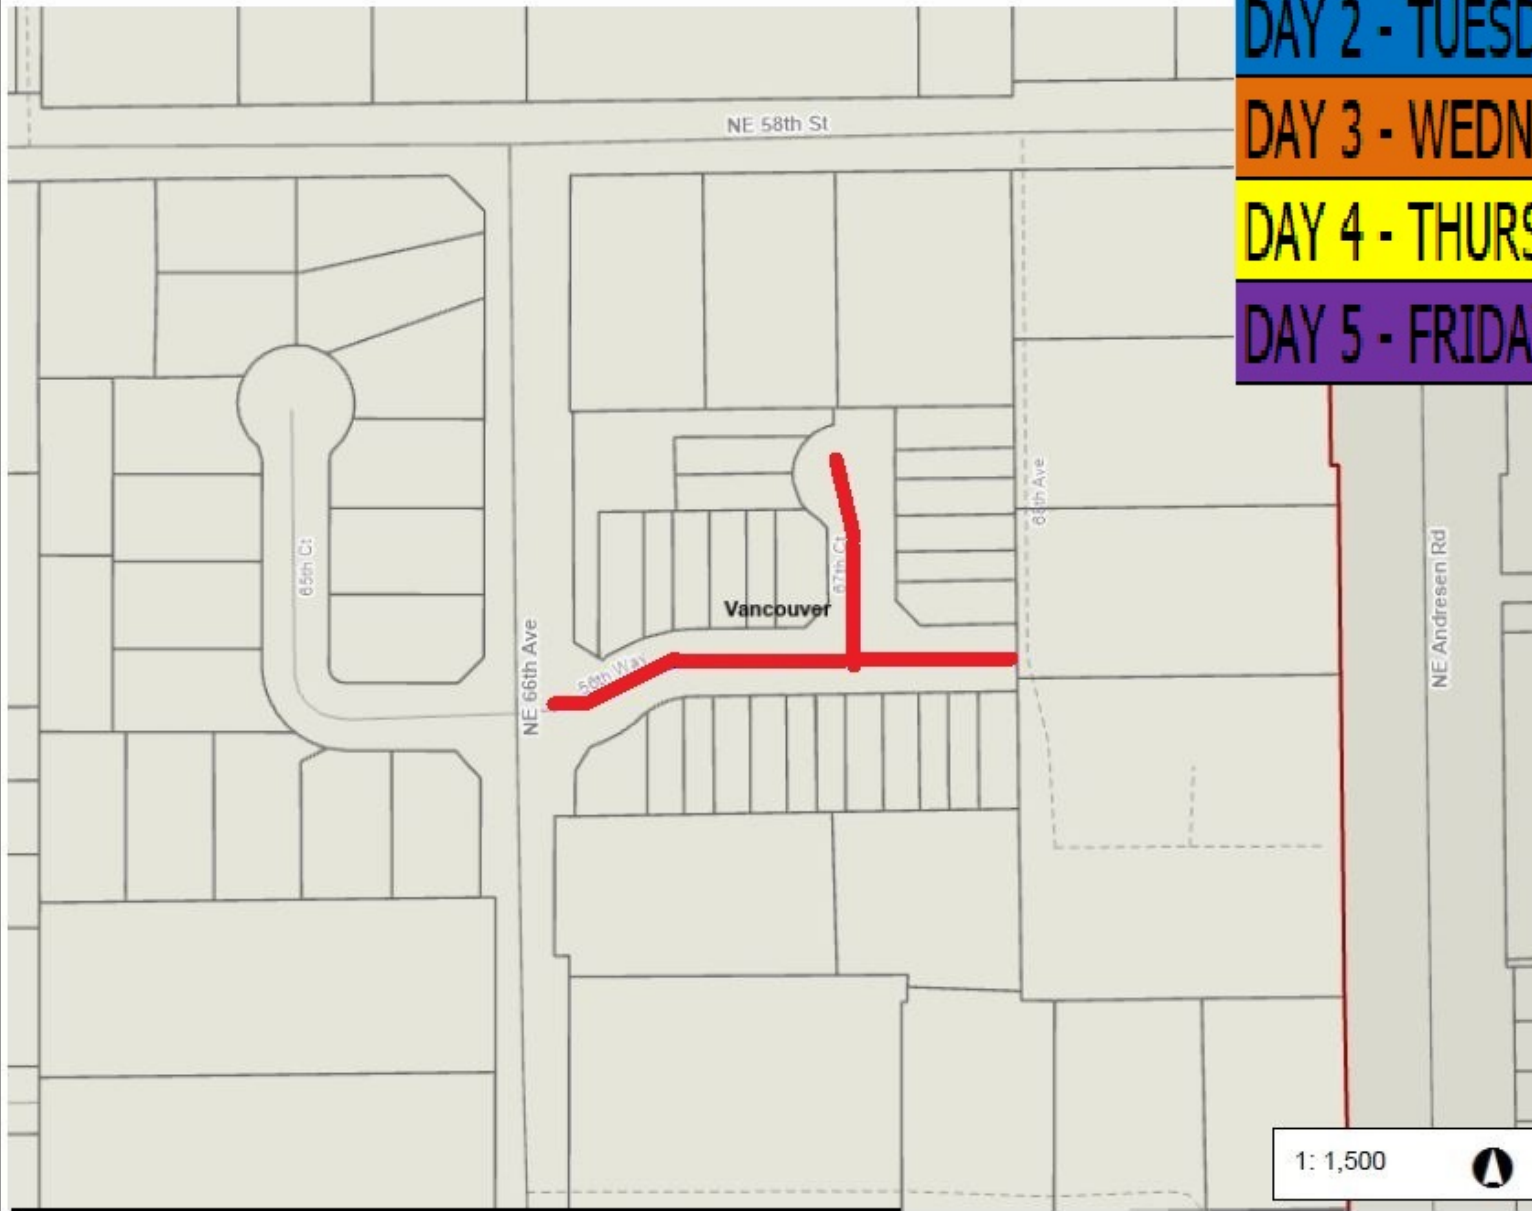 DAY 2 - TUESD
NE 58th St
DAY 3 - WEDN
DAY 4 - THURS
DAY 5 - FRIDA
68th Ave
65th Ct
67th Ct
NE Andresen Rd
Vancouver
NE 66th Ave
56th Way
1: 1,500